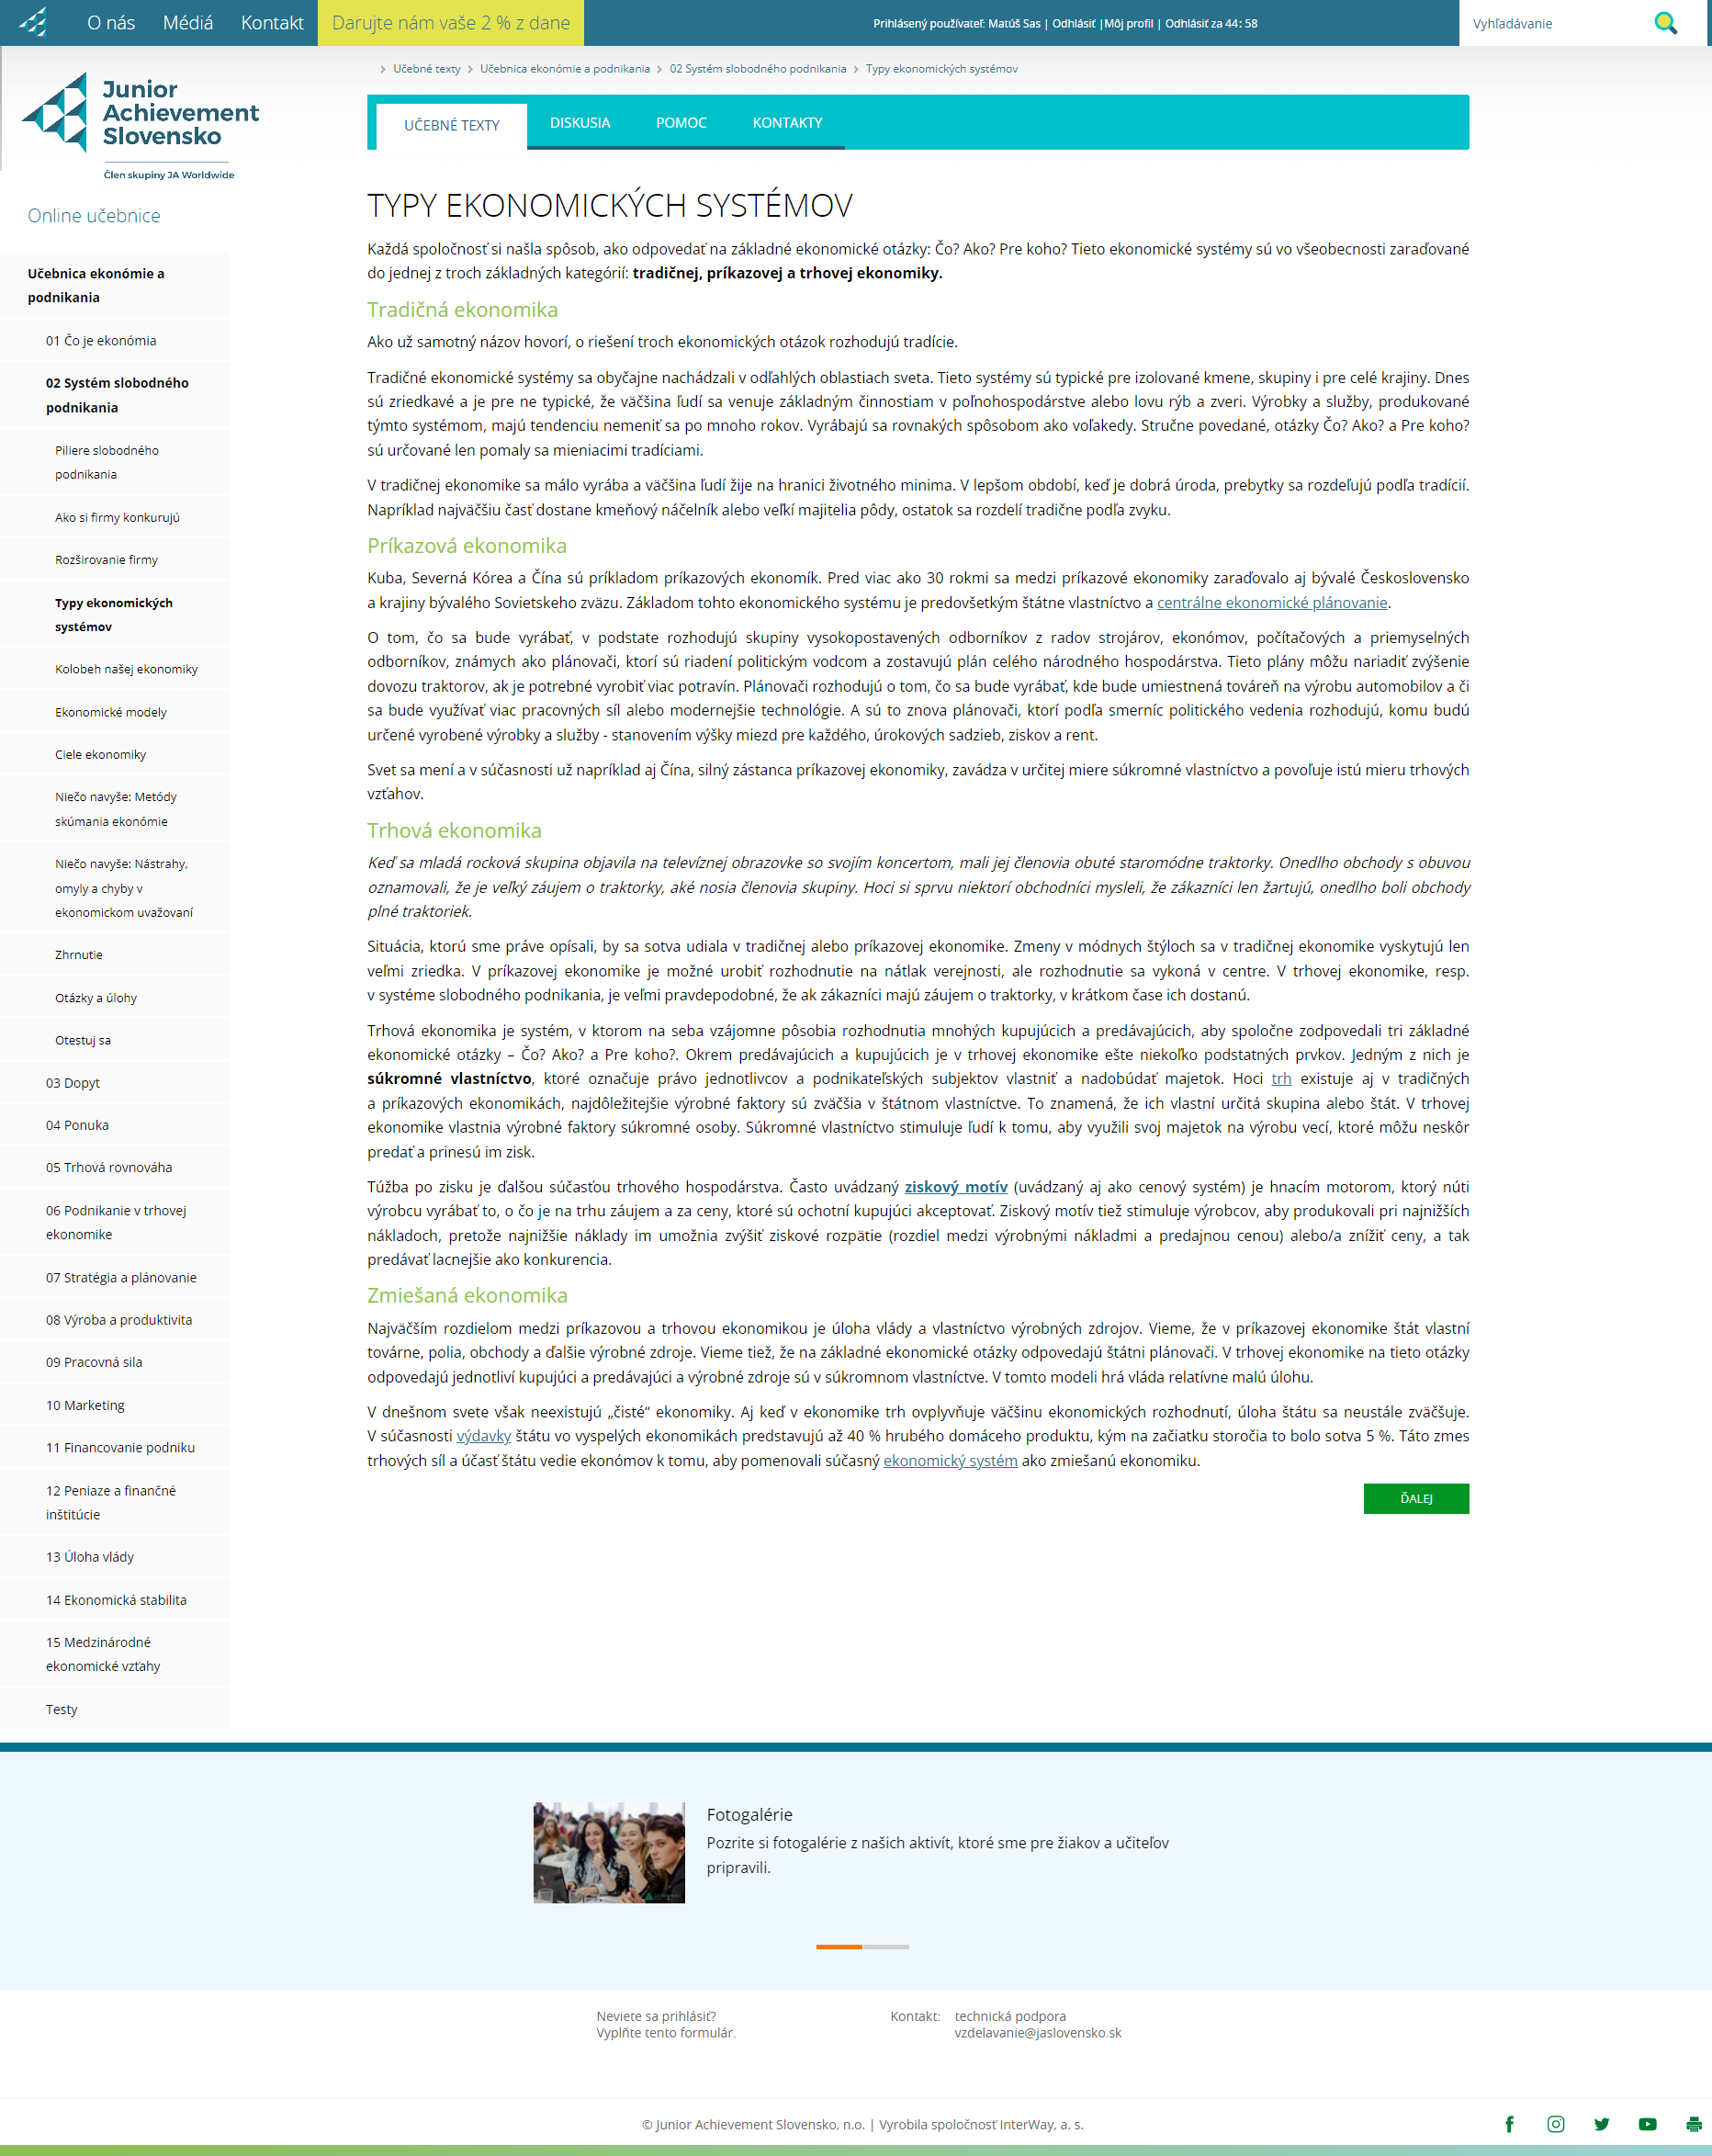 O nás
Médiá
Kontakt
Darujte nám vaše 2 % z dane
Prihlásený používateľ: Matúš Sas | Odhlásiť |Môj profil | Odhlásiť za 44: 58
Vyhľadávanie
Junior
Achievement
Slovensko
Člen skupiny JA Worldwide
Učebné texty
Učebnica ekonómie a podnikania
02 Systém slobodného podnikania
Typy ekonomických systémov
UČEBNÉ TEXTY
DISKUSIA
POMOC
KONTAKTY
Online učebnice
Učebnica ekonómie a
podnikania
01 Čo je ekonómia
02 Systém slobodného
podnikania
Piliere slobodného
podnikania
Ako si firmy konkurujú
Rozširovanie firmy
Typy ekonomických
systémov
Kolobeh našej ekonomiky
Ekonomické modely
Ciele ekonomiky
Niečo navyše: Metódy
skúmania ekonómie
Niečo navyše: Nástrahy,
omyly a chyby v
ekonomickom uvažovaní
Zhrnutie
Otázky a úlohy
Otestuj sa
03 Dopyt
04 Ponuka
05 Trhová rovnováha
06 Podnikanie v trhovej
ekonomike
07 Stratégia a plánovanie
08 Výroba a produktivita
09 Pracovná sila
10 Marketing
11 Financovanie podniku
12 Peniaze a finančné
inštitúcie
13 Úloha vlády
14 Ekonomická stabilita
15 Medzinárodné
ekonomické vzťahy
Testy
TYPY EKONOMICKÝCH SYSTÉMOV
Každá spoločnosť si našla spôsob, ako odpovedať na základné ekonomické otázky: Čo? Ako? Pre koho? Tieto ekonomické systémy sú vo všeobecnosti zaraďované
do jednej z troch základných kategórií: tradičnej, príkazovej a trhovej ekonomiky.
Tradičná ekonomika
Ako už samotný názov hovorí, o riešení troch ekonomických otázok rozhodujú tradície.
Tradičné ekonomické systémy sa obyčajne nachádzali v odľahlých oblastiach sveta. Tieto systémy sú typické pre izolované kmene, skupiny i pre celé krajiny. Dnes
sú zriedkavé a je pre ne typické, že väčšina ľudí sa venuje základným činnostiam v poľnohospodárstve alebo lovu rýb a zveri. Výrobky a služby, produkované
týmto systémom, majú tendenciu nemeniť sa po mnoho rokov. Vyrábajú sa rovnakých spôsobom ako voľakedy. Stručne povedané, otázky Čo? Ako? a Pre koho?
sú určované len pomaly sa mieniacimi tradíciami.
V tradičnej ekonomike sa málo vyrába a väčšina ľudí žije na hranici životného minima. V lepšom období, keď je dobrá úroda, prebytky sa rozdeľujú podľa tradícií.
Napríklad najväčšiu časť dostane kmeňový náčelník alebo veľkí majitelia pôdy, ostatok sa rozdelí tradične podľa zvyku.
Príkazová ekonomika
Kuba, Severná Kórea a Čína sú príkladom príkazových ekonomík. Pred viac ako 30 rokmi sa medzi príkazové ekonomiky zaraďovalo aj bývalé Československo
a krajiny bývalého Sovietskeho zväzu. Základom tohto ekonomického systému je predovšetkým štátne vlastníctvo a centrálne ekonomické plánovanie.
O tom, čo sa bude vyrábať, v podstate rozhodujú skupiny vysokopostavených odborníkov z radov strojárov, ekonómov, počítačových a priemyselných
odborníkov, známych ako plánovači, ktorí sú riadení politickým vodcom a zostavujú plán celého národného hospodárstva. Tieto plány môžu nariadiť zvýšenie
dovozu traktorov, ak je potrebné vyrobiť viac potravín. Plánovači rozhodujú o tom, čo sa bude vyrábať, kde bude umiestnená továreň na výrobu automobilov a či
sa bude využívať viac pracovných síl alebo modernejšie technológie. A sú to znova plánovači, ktorí podľa smerníc politického vedenia rozhodujú, komu budú
určené vyrobené výrobky a služby - stanovením výšky miezd pre každého, úrokových sadzieb, ziskov a rent.
Svet sa mení a v súčasnosti už napríklad aj Čína, silný zástanca príkazovej ekonomiky, zavádza v určitej miere súkromné vlastníctvo a povoľuje istú mieru trhových
vzťahov.
Trhová ekonomika
Keď sa mladá rocková skupina objavila na televíznej obrazovke so svojím koncertom, mali jej členovia obuté staromódne traktorky. Onedlho obchody s obuvou
oznamovali, že je veľký záujem o traktorky, aké nosia členovia skupiny. Hoci si sprvu niektorí obchodníci mysleli, že zákazníci len žartujú, onedlho boli obchody
plné traktoriek.
Situácia, ktorú sme práve opísali, by sa sotva udiala v tradičnej alebo príkazovej ekonomike. Zmeny v módnych štýloch sa v tradičnej ekonomike vyskytujú len
veľmi zriedka. V príkazovej ekonomike je možné urobiť rozhodnutie na nátlak verejnosti, ale rozhodnutie sa vykoná v centre. V trhovej ekonomike, resp.
v systéme slobodného podnikania, je veľmi pravdepodobné, že ak zákazníci majú záujem o traktorky, v krátkom čase ich dostanú.
Trhová ekonomika je systém, v ktorom na seba vzájomne pôsobia rozhodnutia mnohých kupujúcich a predávajúcich, aby spoločne zodpovedali tri základné
ekonomické otázky – Čo? Ako? a Pre koho?. Okrem predávajúcich a kupujúcich je v trhovej ekonomike ešte niekoľko podstatných prvkov. Jedným z nich je
súkromné vlastníctvo, ktoré označuje právo jednotlivcov a podnikateľských subjektov vlastniť a nadobúdať majetok. Hoci trh existuje aj v tradičných
a príkazových ekonomikách, najdôležitejšie výrobné faktory sú zväčšia v štátnom vlastníctve. To znamená, že ich vlastní určitá skupina alebo štát. V trhovej
ekonomike vlastnia výrobné faktory súkromné osoby. Súkromné vlastníctvo stimuluje ľudí k tomu, aby využili svoj majetok na výrobu vecí, ktoré môžu neskôr
predať a prinesú im zisk.
Túžba po zisku je ďalšou súčasťou trhového hospodárstva. Často uvádzaný ziskový motív (uvádzaný aj ako cenový systém) je hnacím motorom, ktorý núti
výrobcu vyrábať to, o čo je na trhu záujem a za ceny, ktoré sú ochotní kupujúci akceptovať. Ziskový motív tiež stimuluje výrobcov, aby produkovali pri najnižších
nákladoch, pretože najnižšie náklady im umožnia zvýšiť ziskové rozpätie (rozdiel medzi výrobnými nákladmi a predajnou cenou) alebo/a znížiť ceny, a tak
predávať lacnejšie ako konkurencia.
Zmiešaná ekonomika
Najväčším rozdielom medzi príkazovou a trhovou ekonomikou je úloha vlády a vlastníctvo výrobných zdrojov. Vieme, že v príkazovej ekonomike štát vlastní
továrne, polia, obchody a ďalšie výrobné zdroje. Vieme tiež, že na základné ekonomické otázky odpovedajú štátni plánovači. V trhovej ekonomike na tieto otázky
odpovedajú jednotliví kupujúci a predávajúci a výrobné zdroje sú v súkromnom vlastníctve. V tomto modeli hrá vláda relatívne malú úlohu.
V dnešnom svete však neexistujú „čisté“ ekonomiky. Aj keď v ekonomike trh ovplyvňuje väčšinu ekonomických rozhodnutí, úloha štátu sa neustále zväčšuje.
V súčasnosti výdavky štátu vo vyspelých ekonomikách predstavujú až 40 % hrubého domáceho produktu, kým na začiatku storočia to bolo sotva 5 %. Táto zmes
trhových síl a účasť štátu vedie ekonómov k tomu, aby pomenovali súčasný ekonomický systém ako zmiešanú ekonomiku.
ĎALEJ
Fotogalérie
Pozrite si fotogalérie z našich aktivít, ktoré sme pre žiakov a učiteľov
pripravili.
Neviete sa prihlásiť?
Vyplňte tento formulár.
Kontakt: technická podpora
vzdelavanie@jaslovensko.sk
© Junior Achievement Slovensko, n.o. | Vyrobila spoločnosť InterWay, a. s.